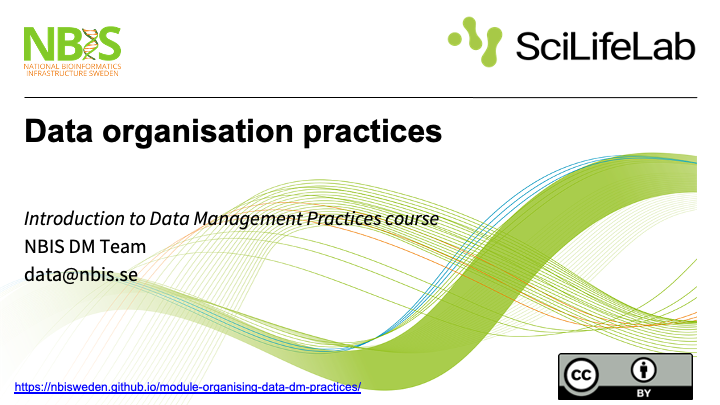 NBIS
NATIONAL BIOINFORMATICS
INFRASTRUCTURE SWEDEN
SciLifeLab
Data organisation practices
Introduction to Data Management Practices course
NBIS DM Team
data@nbis.se
https://nbisweden.github.io/module-organising-data-dm-practices/
cc
BY